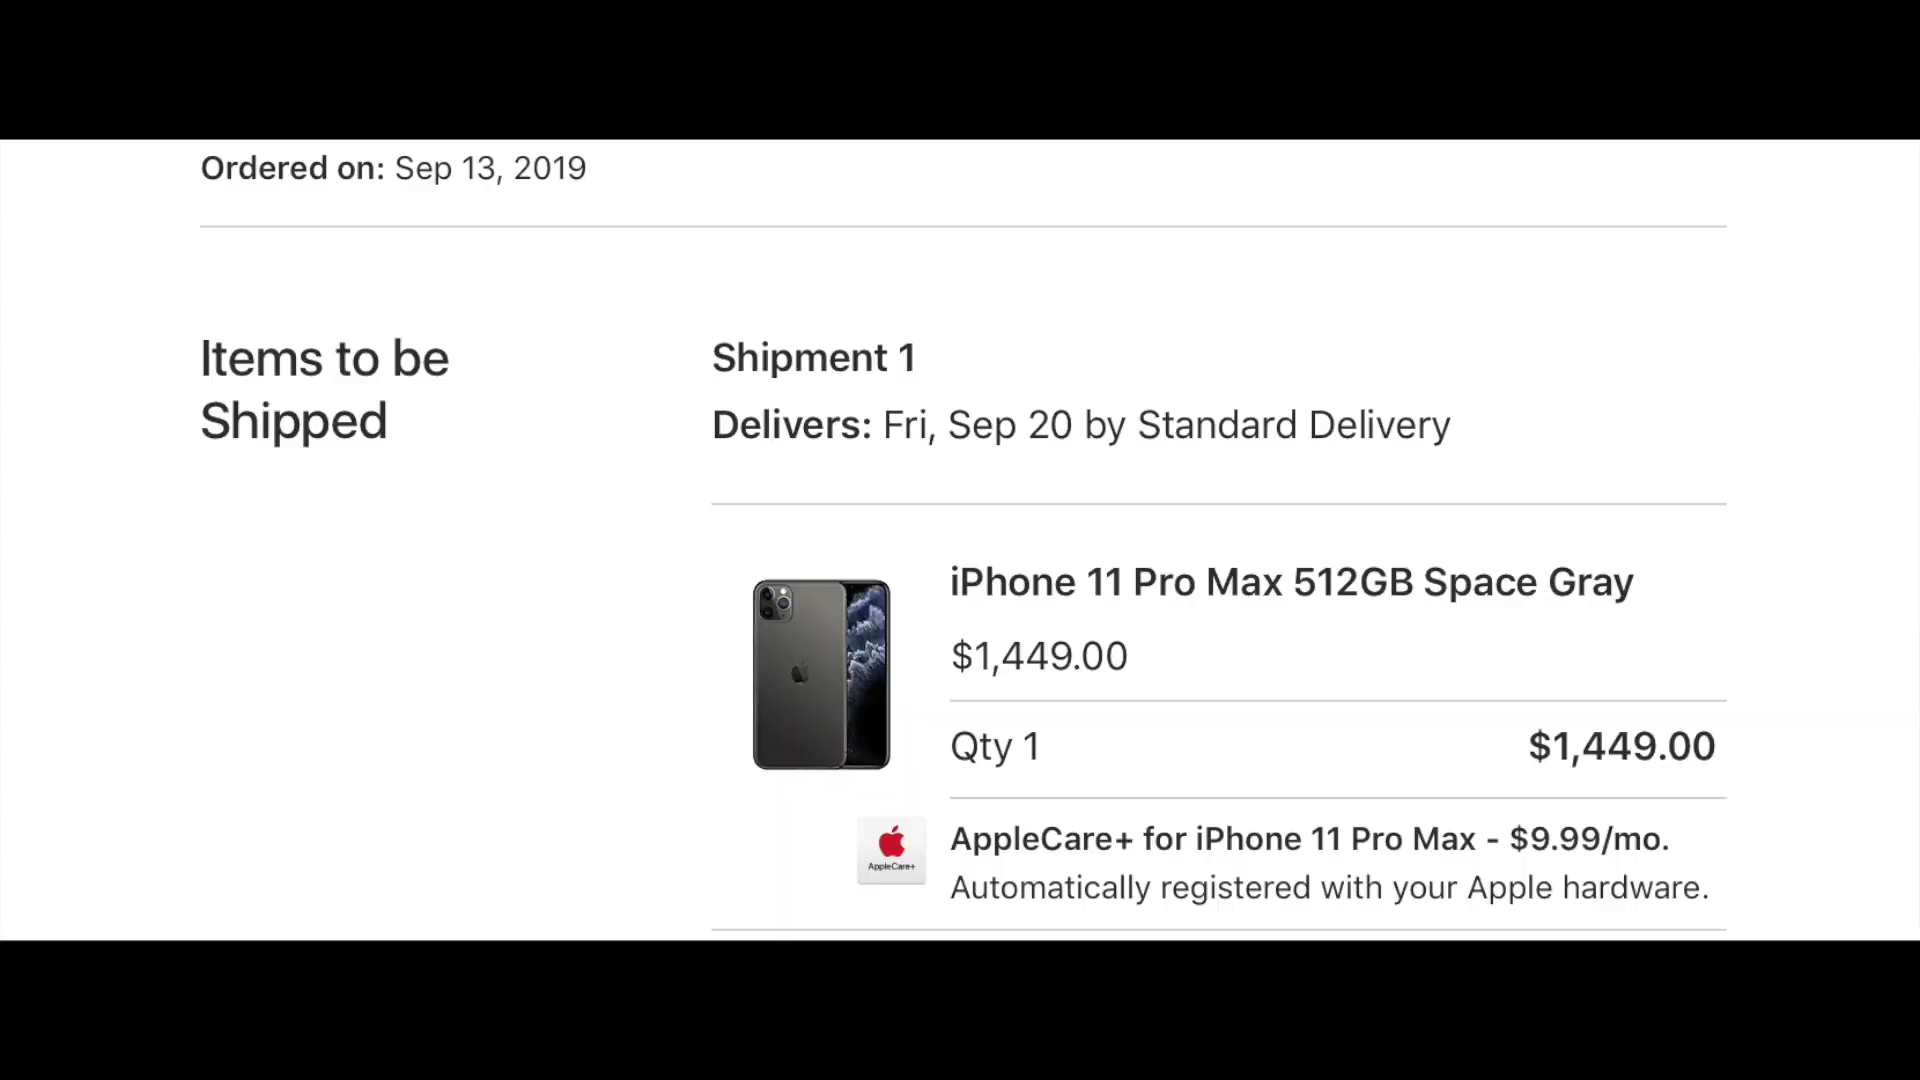 Ordered on: Sep 13, 2019
Items to be
Shipped
Shipment 1
Delivers: Fri, Sep 20 by Standard Delivery
iPhone 11 Pro Max 512GB Space Gray
$1,449.00
Qty 1 $1,449.00
AppleCare+
AppleCare+ for iPhone 11 Pro Max - $9.99/mo.
Automatically registered with your Apple hardware.